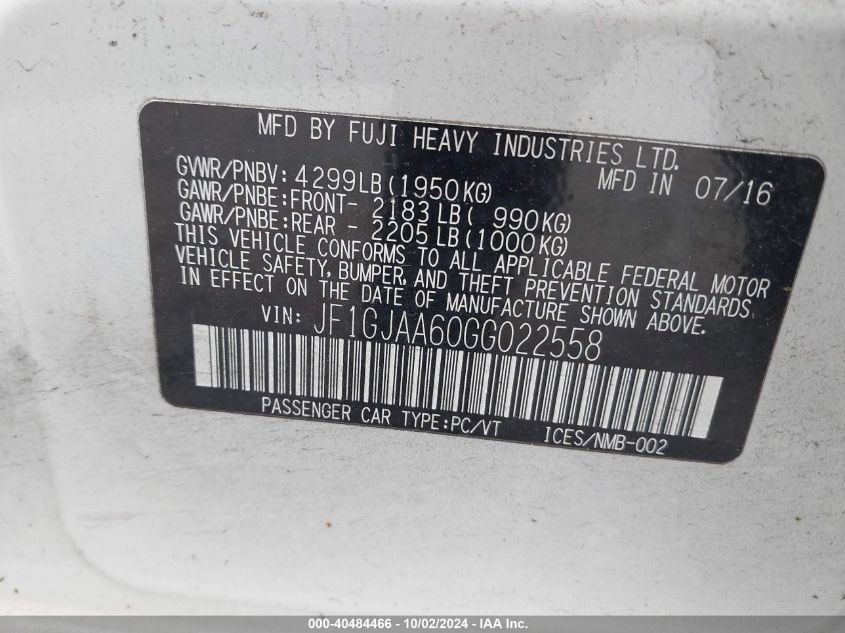 MFD BY FUJI HEAVY INDUSTRIES LTD.
GVWR/PNBV: 4299LB(1950KG) MFD IN 07/16
GAWR/PNBE:FRONT- 2183LB( 990KG)
GAWR/PNBE:REAR - 2205LB(1000KG)
THIS VEHICLE CONFORMS TO ALL APPLICABLE FEDERAL MOTOR
VEHICLE SAFETY, BUMPER, AND THEFT PREVENTION STANDARDS
IN EFFECT ON THE DATE OF MANUFACTURE SHOWN ABOVE.
VIN: JF1GJAA60GG022558
PASSENGER CAR TYPE:PC/VT ICES/NMB-002
000-40484466 - 10/02/2024 - IAA Inc.